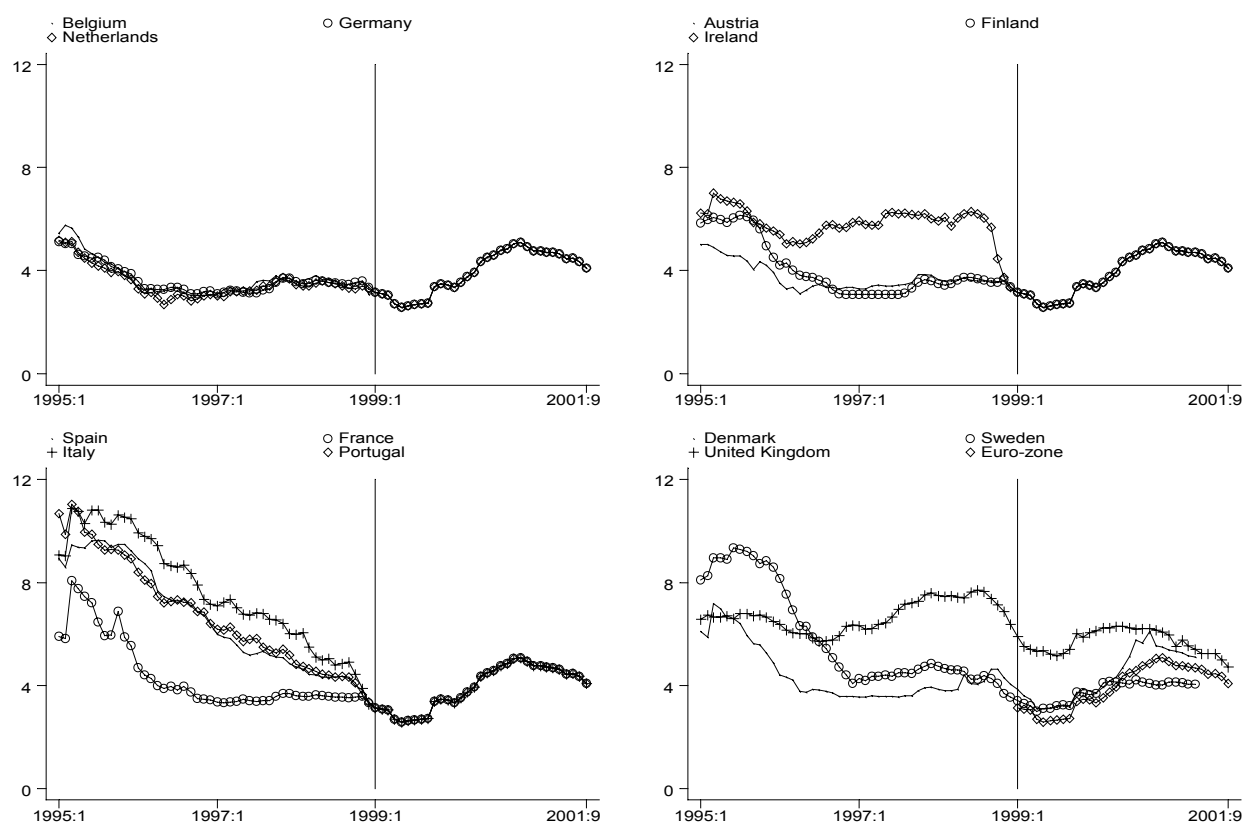 Belgium Germany
Netherlands
12
8
4
0
1995:1 1997:1 1999:1 2001:9
Austria Finland
Ireland
12
8
4
0
1995:1 1997:1 1999:1 2001:9
Spain France
Italy Portugal
12
8
4
0
1995:1 1997:1 1999:1 2001:9
Denmark Sweden
United Kingdom Euro-zone
12
8
4
0
1995:1 1997:1 1999:1 2001:9